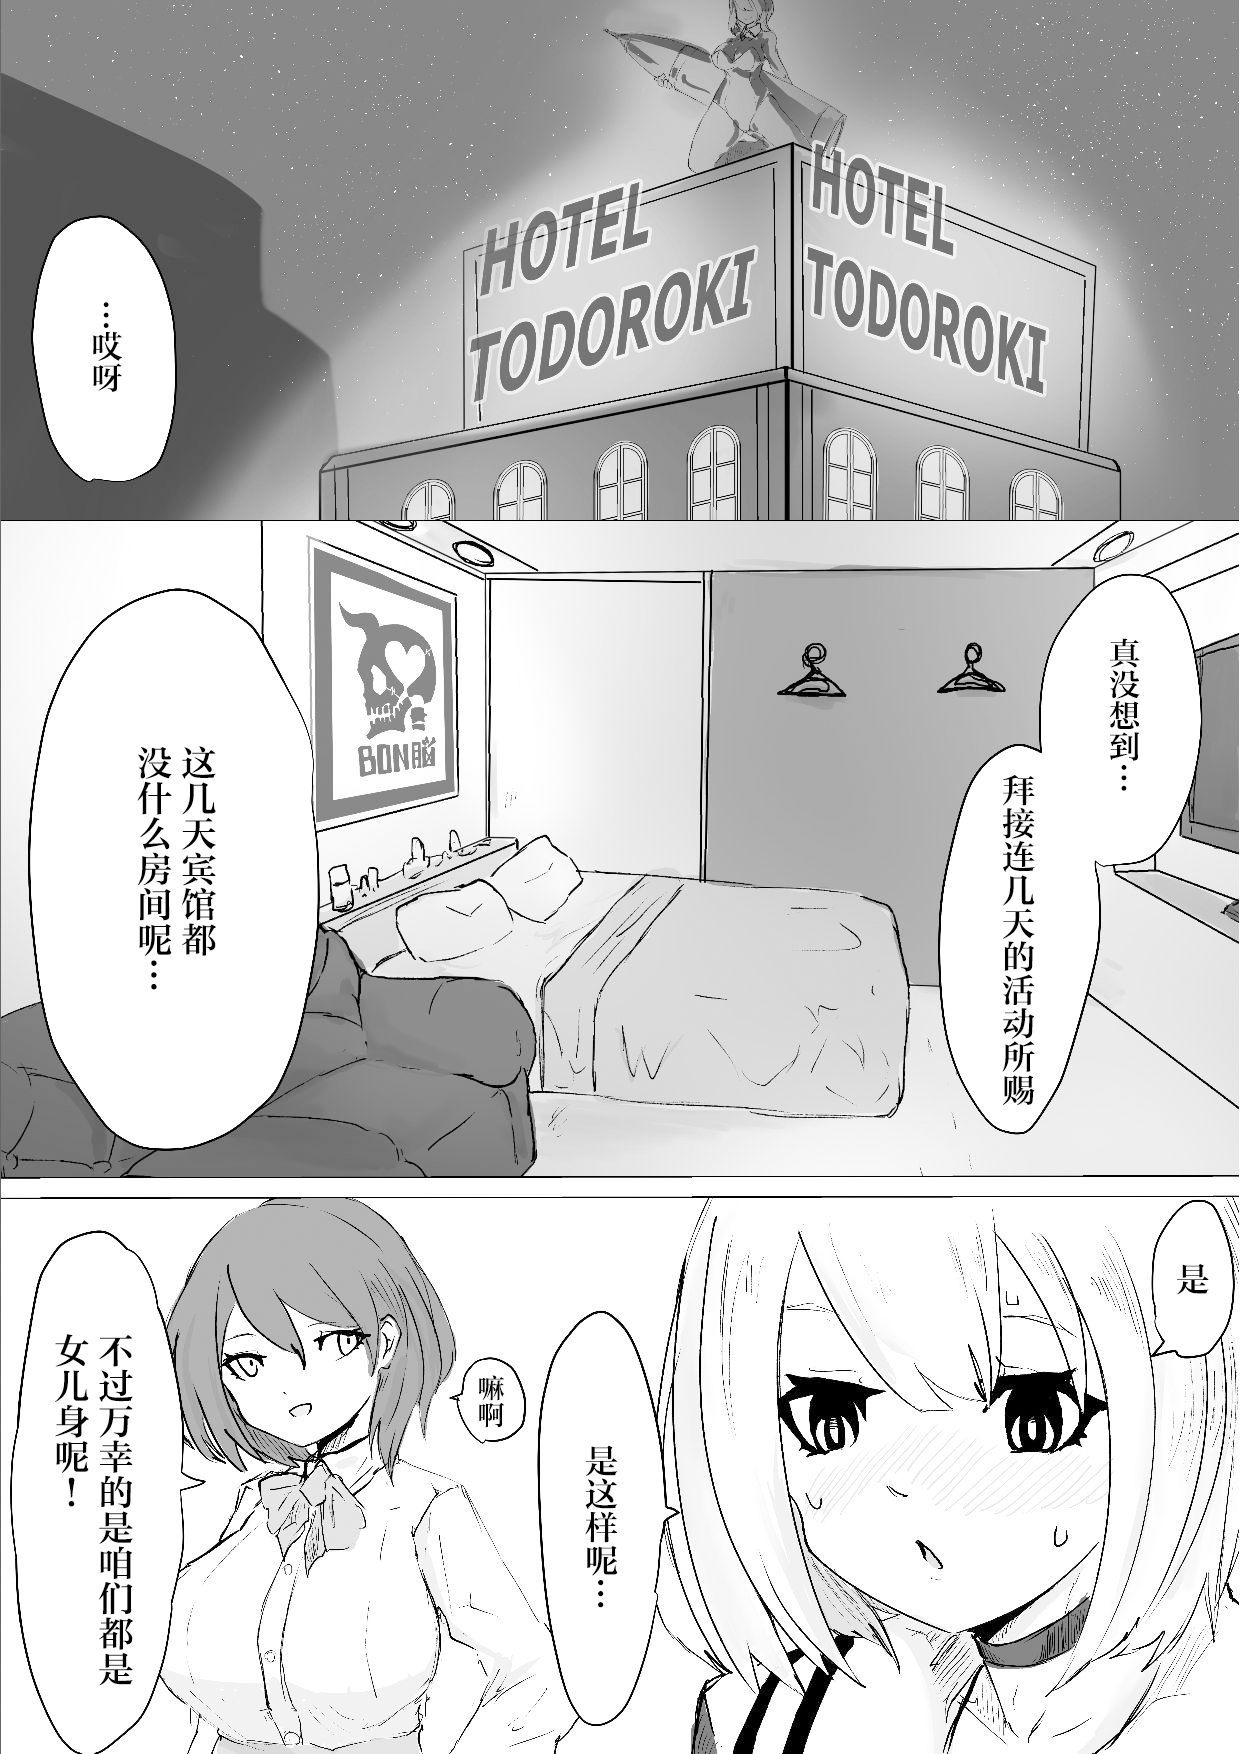 HOTEL
TODOROKI
HOTEL
TODOROKI
…哎呀
真没想到…
拜接连几天的活动所赐
这几天宾馆都
没什么房间呢…
BON脳
是
是这样呢…
嘛啊
不过万幸的是咱们都是
女儿身呢！